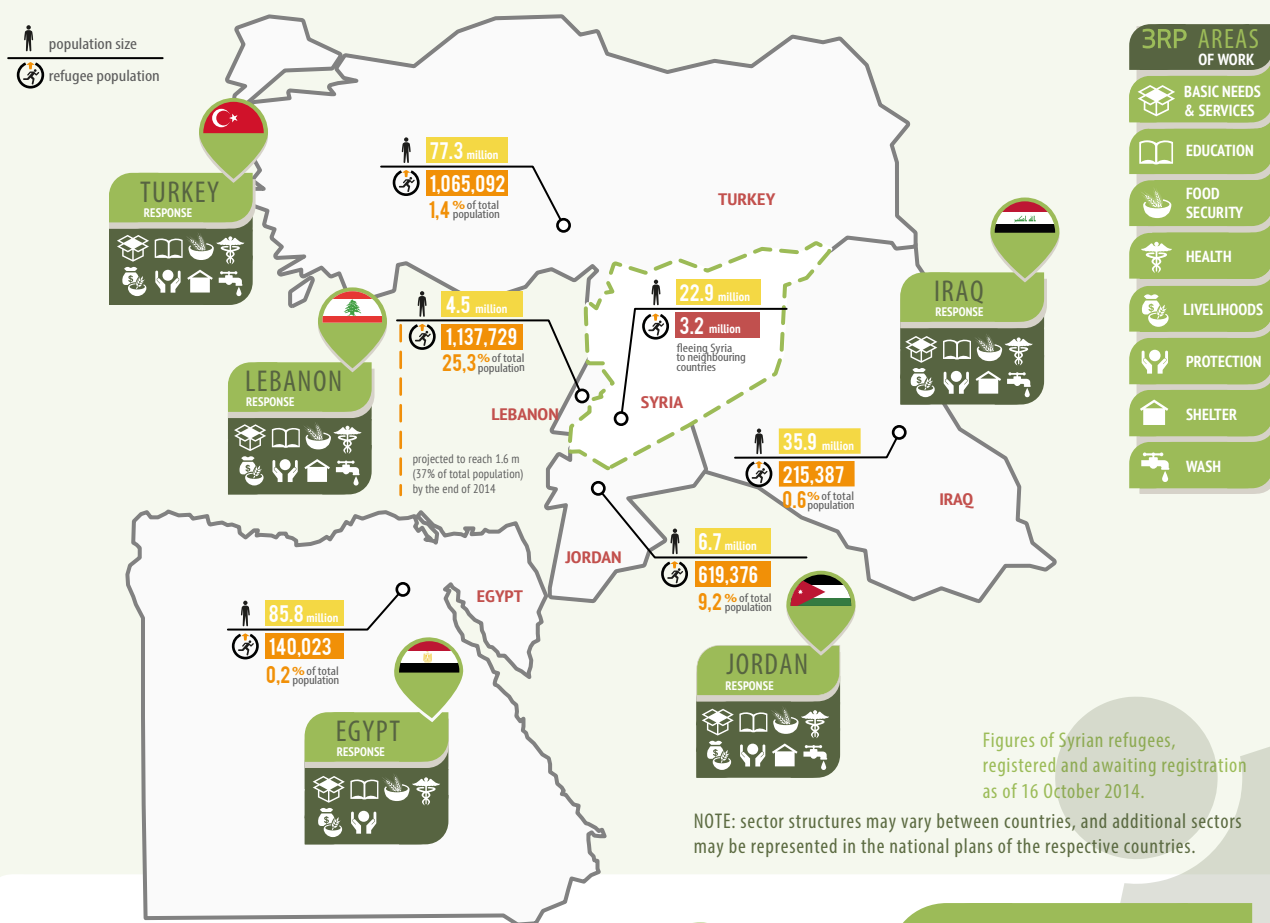 population size
refugee population
3RP AREAS
OF WORK
BASIC NEEDS
& SERVICES
EDUCATION
FOOD
SECURITY
HEALTH
LIVELIHOODS
PROTECTION
SHELTER
WASH
TURKEY
RESPONSE
77.3 million
1,065,092
1,4 % of total
population
TURKEY
LEBANON
RESPONSE
4.5 million
1,137,729
25,3 % of total
population
projected to reach 1.6 m
(37% of total population)
by the end of 2014
LEBANON
22.9 million
3.2 million
fleeing Syria
to neighbouring
countries
SYRIA
IRAQ
RESPONSE
35.9 million
215,387
0.6 % of total
population
IRAQ
JORDAN
6.7 million
619,376
9,2 % of total
population
JORDAN
RESPONSE
EGYPT
85.8 million
140,023
0,2 % of total
population
EGYPT
RESPONSE
Figures of Syrian refugees,
registered and awaiting registration
as of 16 October 2014.
NOTE: sector structures may vary between countries, and additional sectors
may be represented in the national plans of the respective countries.